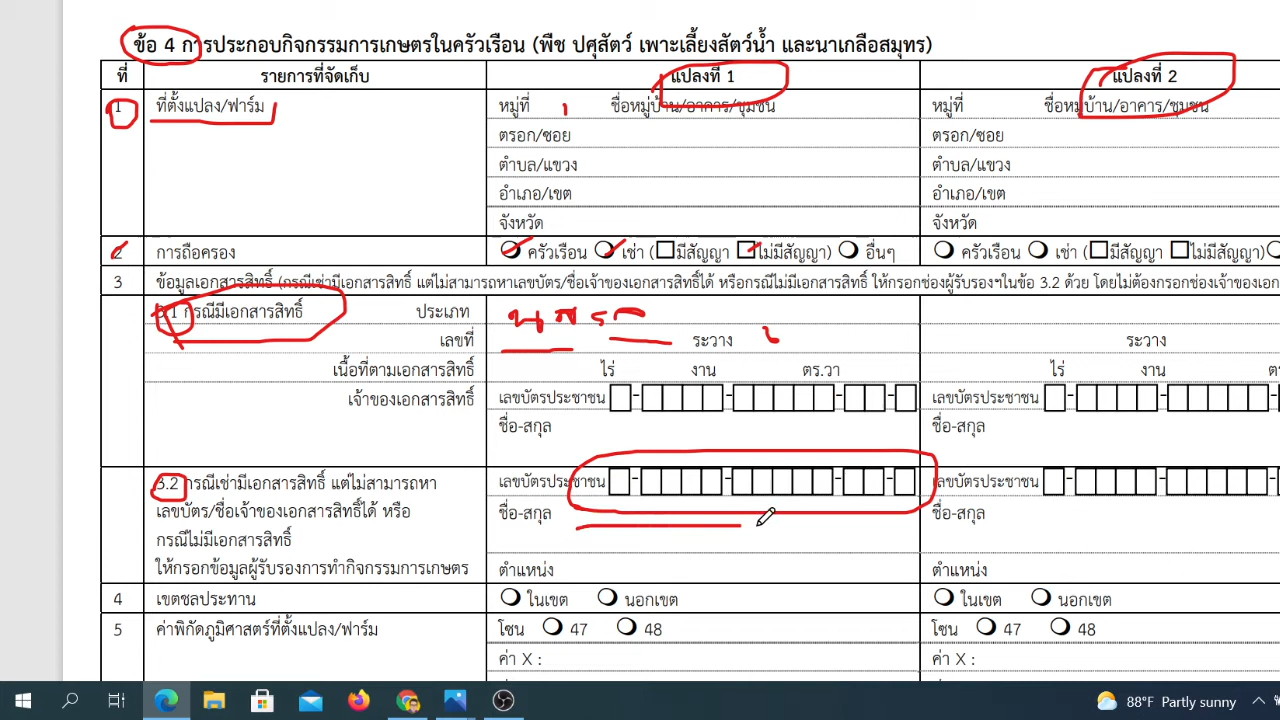 ข้อ 4 การประกอบกิจกรรมการเกษตรในครัวเรือน (พืช ปศุสัตว์ เพาะเลี้ยงสัตว์น้ำ และนาเกลือสมุทร)
ที่ รายการที่จัดเก็บ แปลงที่ 1 แปลงที่ 2
1 ที่ตั้งแปลง/ฟาร์ม หมู่ที่ 1 ชื่อหมู่บ้าน/อาคาร/ชุมชน หมู่ที่ ชื่อหมู่บ้าน/อาคาร/ชุมชน
ตรอก/ซอย ตรอก/ซอย
ตำบล/แขวง ตำบล/แขวง
อำเภอ/เขต อำเภอ/เขต
จังหวัด จังหวัด
2 การถือครอง ครัวเรือน เช่า ( มีสัญญา ไม่มีสัญญา) อื่นๆ ครัวเรือน เช่า ( มีสัญญา ไม่มีสัญญา)
3 ข้อมูลเอกสารสิทธิ์ (กรณีเช่ามีเอกสารสิทธิ์ แต่ไม่สามารถหาเลขบัตร/ชื่อเจ้าของเอกสารสิทธิ์ได้ หรือกรณีไม่มีเอกสารสิทธิ์ ให้กรอกช่องผู้รับรองฯในข้อ 3.2 ด้วย โดยไม่ต้องกรอกช่องเจ้าของเอก
3.1 กรณีมีเอกสารสิทธิ์ ประเภท
เลขที่ ระวาง ระวาง
เนื้อที่ตามเอกสารสิทธิ์ ไร่ งาน ตร.วา ไร่ งาน ตร
เจ้าของเอกสารสิทธิ์ เลขบัตรประชาชน - - - - เลขบัตรประชาชน - - -
ชื่อ-สกุล ชื่อ-สกุล
3.2 กรณีเช่ามีเอกสารสิทธิ์ แต่ไม่สามารถหา เลขบัตรประชาชน - - - - เลขบัตรประชาชน - - -
เลขบัตร/ชื่อเจ้าของเอกสารสิทธิ์ได้ หรือ ชื่อ-สกุล ชื่อ-สกุล
กรณีไม่มีเอกสารสิทธิ์
ให้กรอกข้อมูลผู้รับรองการทำกิจกรรมการเกษตร ตำแหน่ง ตำแหน่ง
4 เขตชลประทาน ในเขต นอกเขต ในเขต นอกเขต
5 ค่าพิกัดภูมิศาสตร์ที่ตั้งแปลง/ฟาร์ม โซน 47 48 โซน 47 48
ค่า X : ค่า X :
88°F Partly sunny